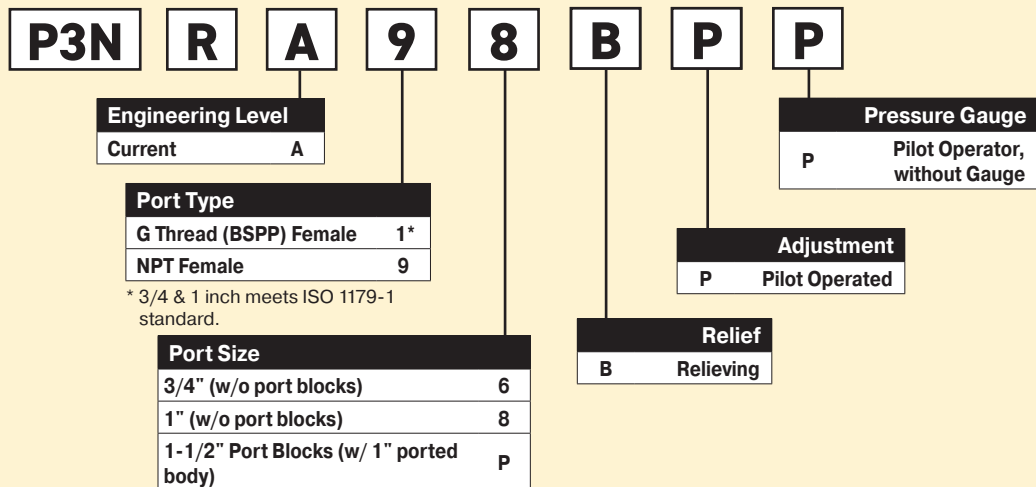 P3N R A 9 8 B P P
Engineering Level
Current A
Port Type
G Thread (BSPP) Female 1*
NPT Female 9
* 3/4 & 1 inch meets ISO 1179-1
standard.
Port Size
3/4" (w/o port blocks) 6
1" (w/o port blocks) 8
1-1/2" Port Blocks (w/ 1" ported
body) P
Relief
B Relieving
Adjustment
P Pilot Operated
Pressure Gauge
P Pilot Operator,
without Gauge